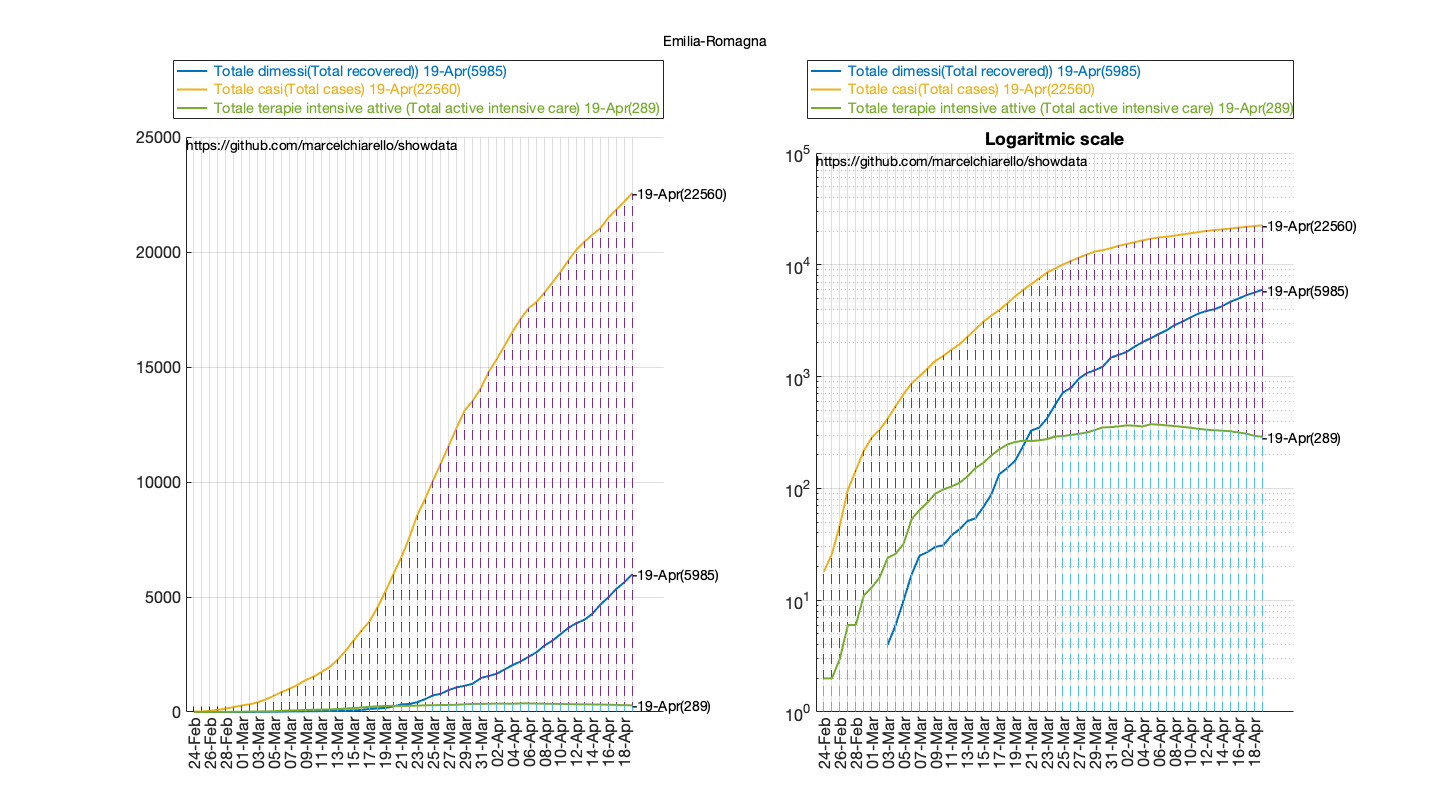 Emilia-Romagna
Totale dimessi(Total recovered)) 19-Apr(5985)
Totale casi(Total cases) 19-Apr(22560)
Totale terapie intensive attive (Total active intensive care) 19-Apr(289)
25000
https://github.com/marcelchiarello/showdata
19-Apr(22560)
20000
15000
10000
19-Apr(5985)
5000
19-Apr(289)
0
24-Feb
26-Feb
28-Feb
01-Mar
03-Mar
05-Mar
07-Mar
09-Mar
11-Mar
13-Mar
15-Mar
17-Mar
19-Mar
21-Mar
23-Mar
25-Mar
27-Mar
29-Mar
31-Mar
02-Apr
04-Apr
06-Apr
08-Apr
10-Apr
12-Apr
14-Apr
16-Apr
18-Apr
Totale dimessi(Total recovered)) 19-Apr(5985)
Totale casi(Total cases) 19-Apr(22560)
Totale terapie intensive attive (Total active intensive care) 19-Apr(289)
Logaritmic scale
10^5
https://github.com/marcelchiarello/showdata
19-Apr(22560)
10^4
19-Apr(5985)
10^3
19-Apr(289)
10^2
10^1
10^0
24-Feb
26-Feb
28-Feb
01-Mar
03-Mar
05-Mar
07-Mar
09-Mar
11-Mar
13-Mar
15-Mar
17-Mar
19-Mar
21-Mar
23-Mar
25-Mar
27-Mar
29-Mar
31-Mar
02-Apr
04-Apr
06-Apr
08-Apr
10-Apr
12-Apr
14-Apr
16-Apr
18-Apr